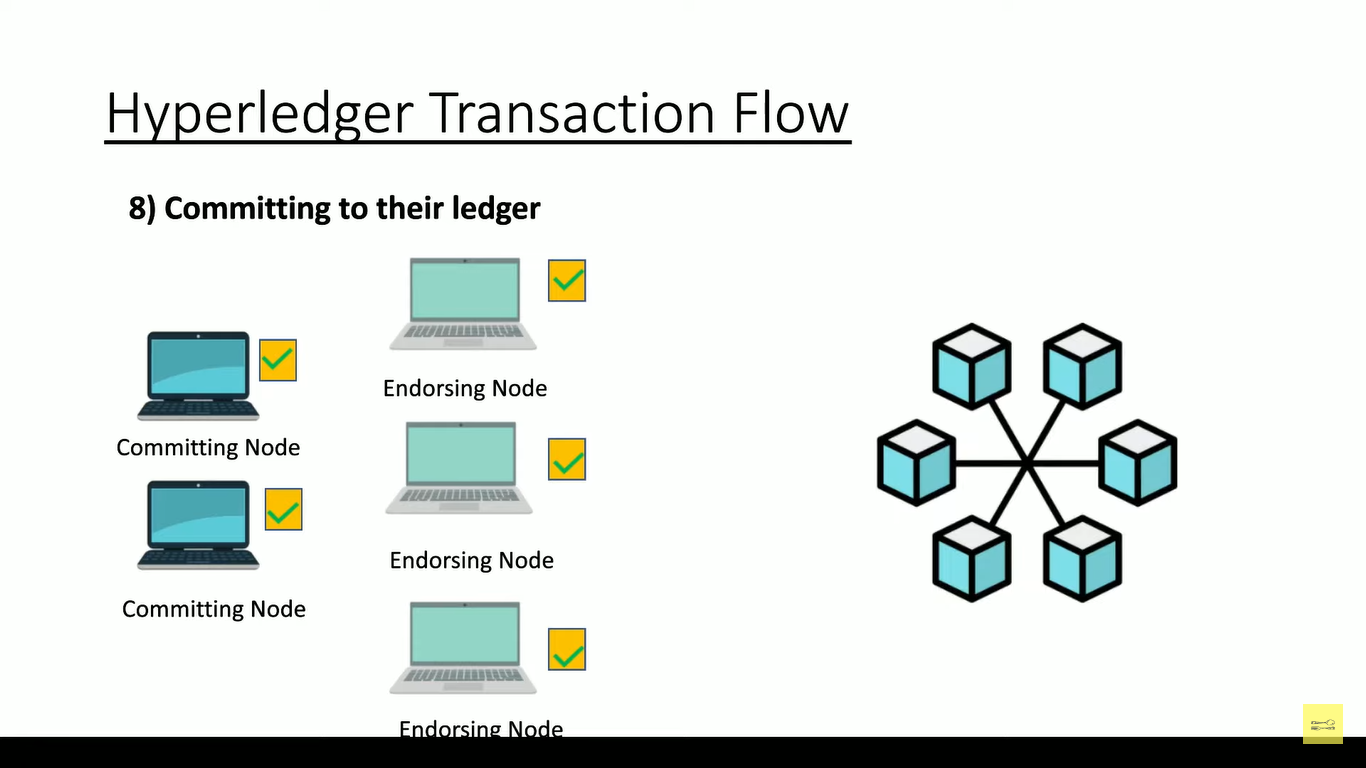 Hyperledger Transaction Flow
8) Committing to their ledger
Endorsing Node
Committing Node
Endorsing Node
Committing Node
Endorsing Node